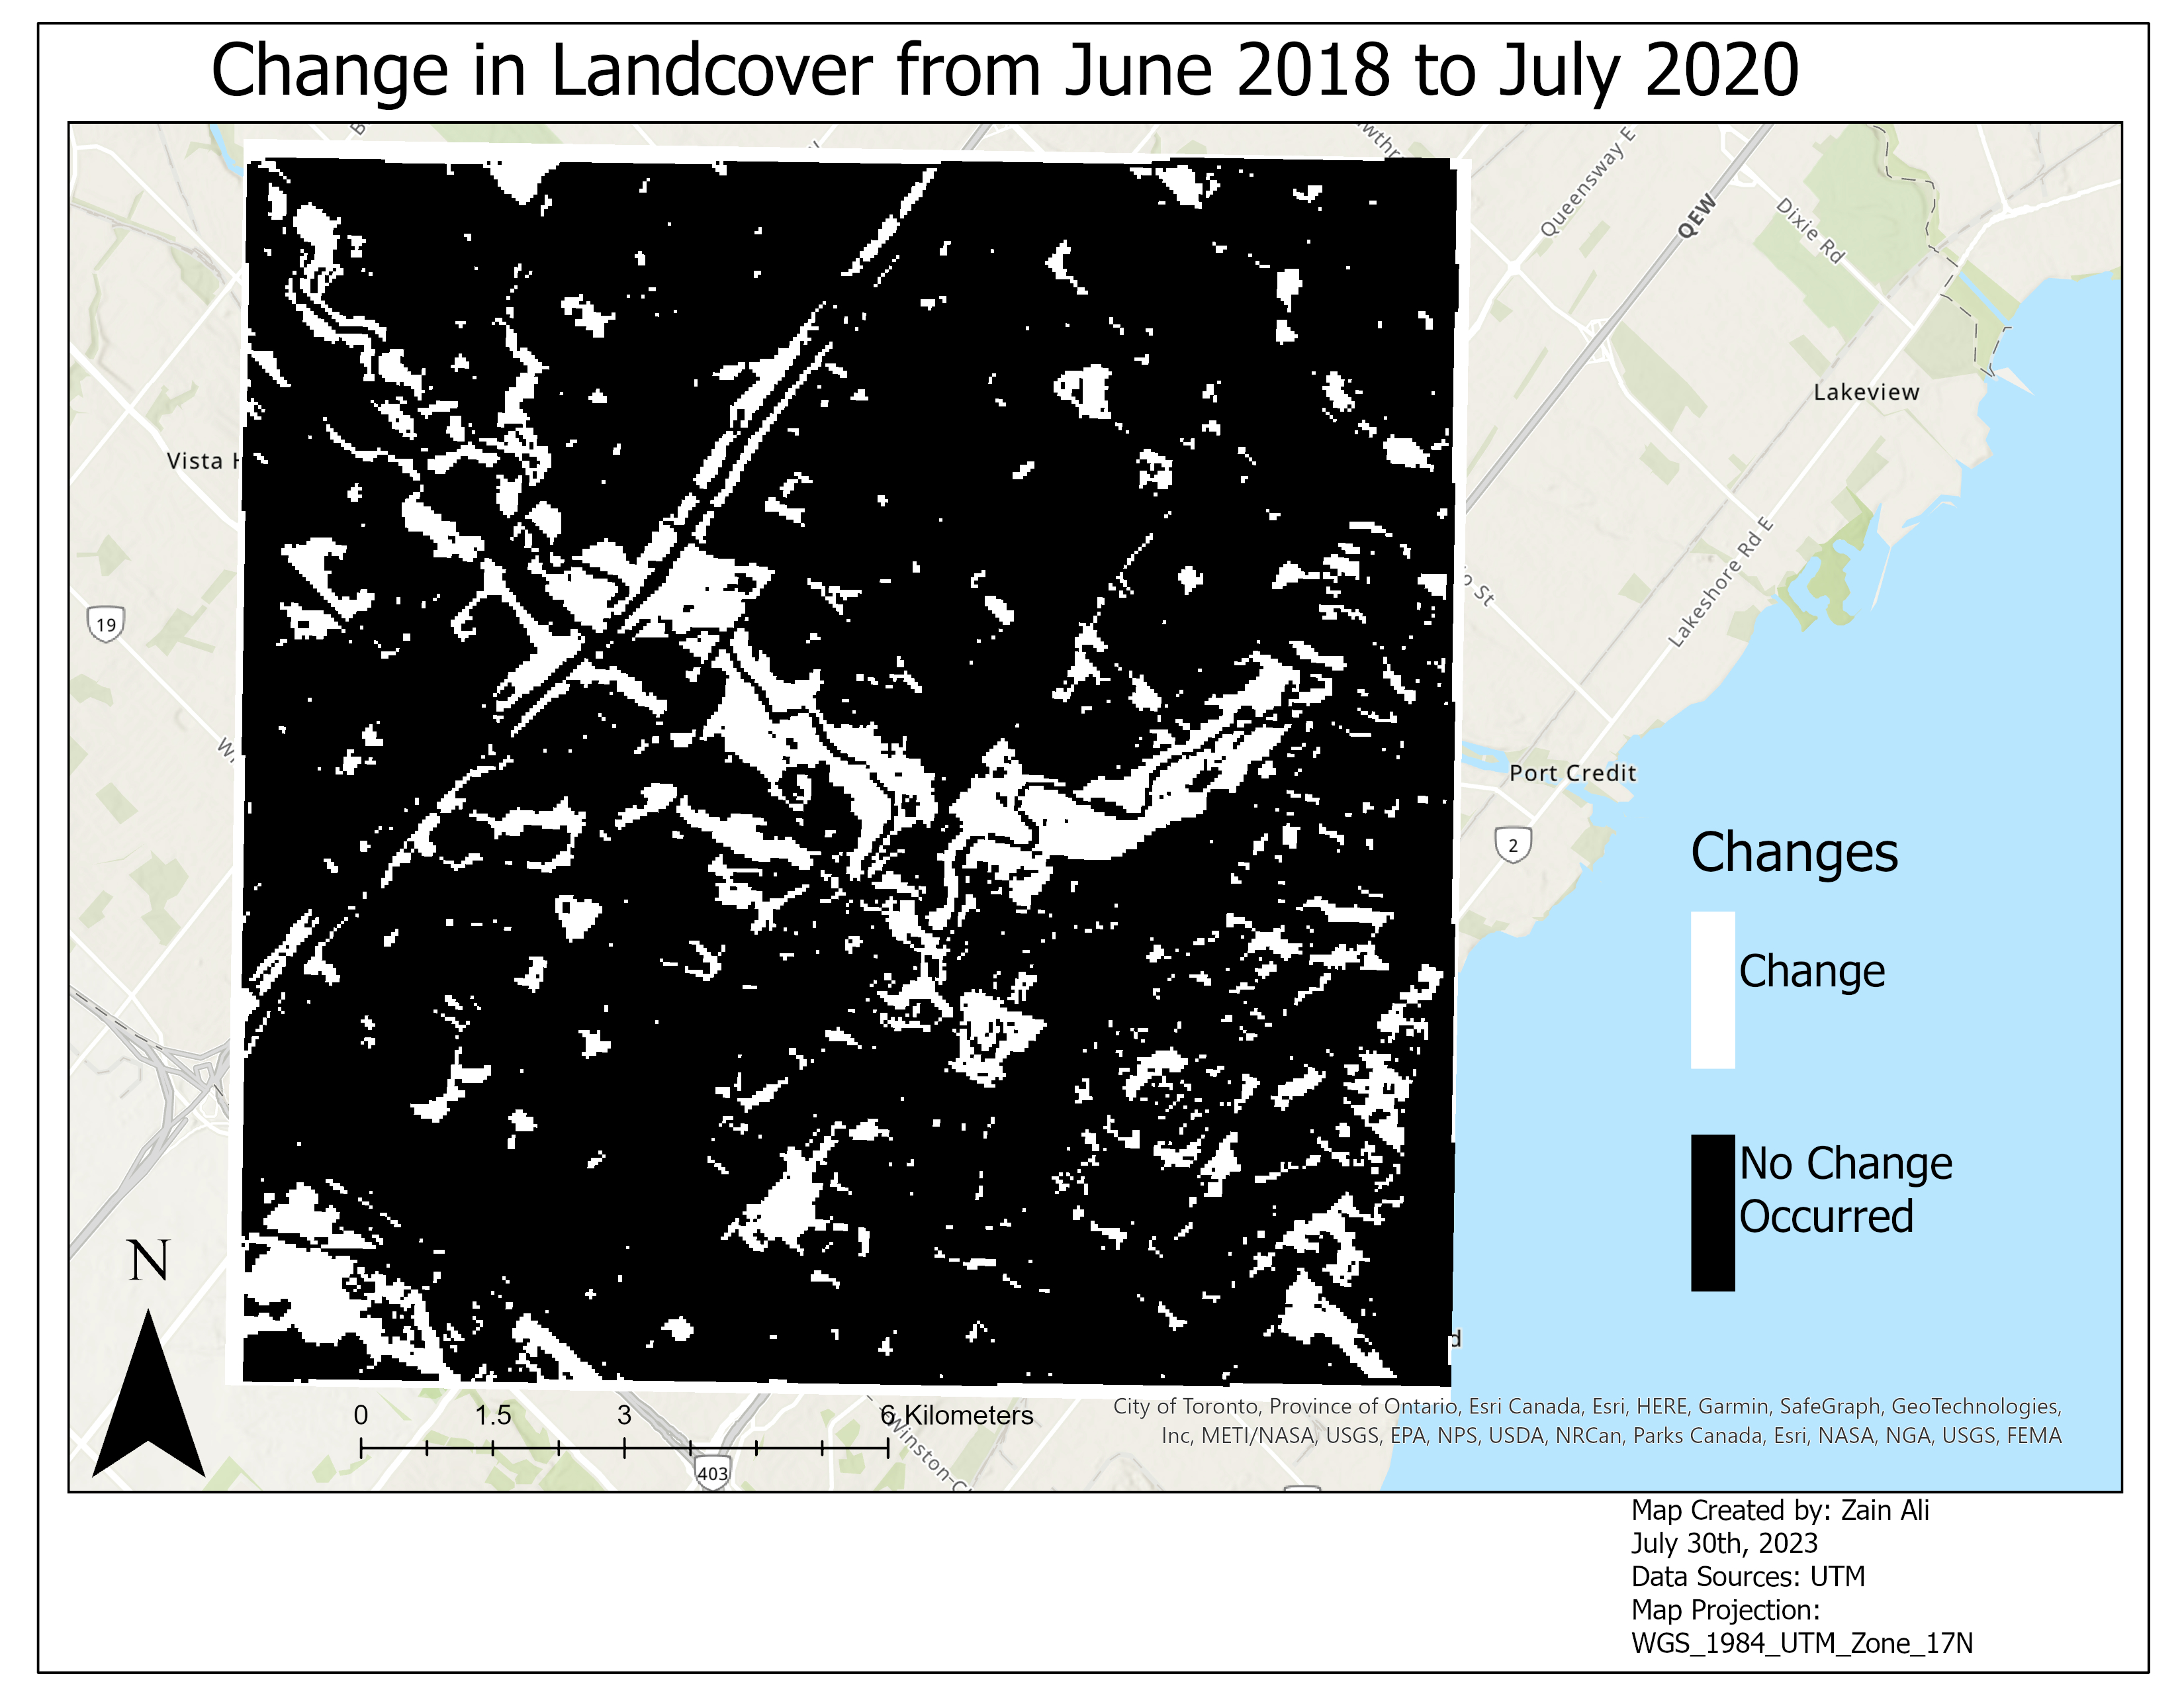 Change in Landcover from June 2018 to July 2020
Queensway E
QEW
Dixie Rd
Lakeview
Vista
19
Lakeshore Rd E
St
Port Credit
2
Changes
Change
No Change
Occurred
N
0 1.5 3 6 Kilometers
403
City of Toronto, Province of Ontario, Esri Canada, Esri, HERE, Garmin, SafeGraph, GeoTechnologies,
Inc, METI/NASA, USGS, EPA, NPS, USDA, NRCan, Parks Canada, Esri, NASA, NGA, USGS, FEMA
Map Created by: Zain Ali
July 30th, 2023
Data Sources: UTM
Map Projection:
WGS_1984_UTM_Zone_17N